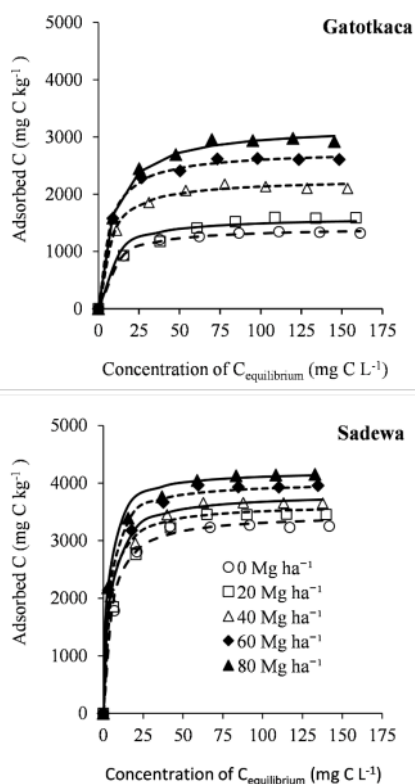 Gatotkaca
Adsorbed C (mg C kg⁻¹)
5000
4000
3000
2000
1000
0
0 25 50 75 100 125 150 175
Concentration of C_equilibrium (mg C L⁻¹)
Sadewa
Adsorbed C (mg C kg⁻¹)
5000
4000
3000
2000
1000
0
0 Mg ha⁻¹
20 Mg ha⁻¹
40 Mg ha⁻¹
60 Mg ha⁻¹
80 Mg ha⁻¹
0 25 50 75 100 125 150 175
Concentration of C_equilibrium (mg C L⁻¹)